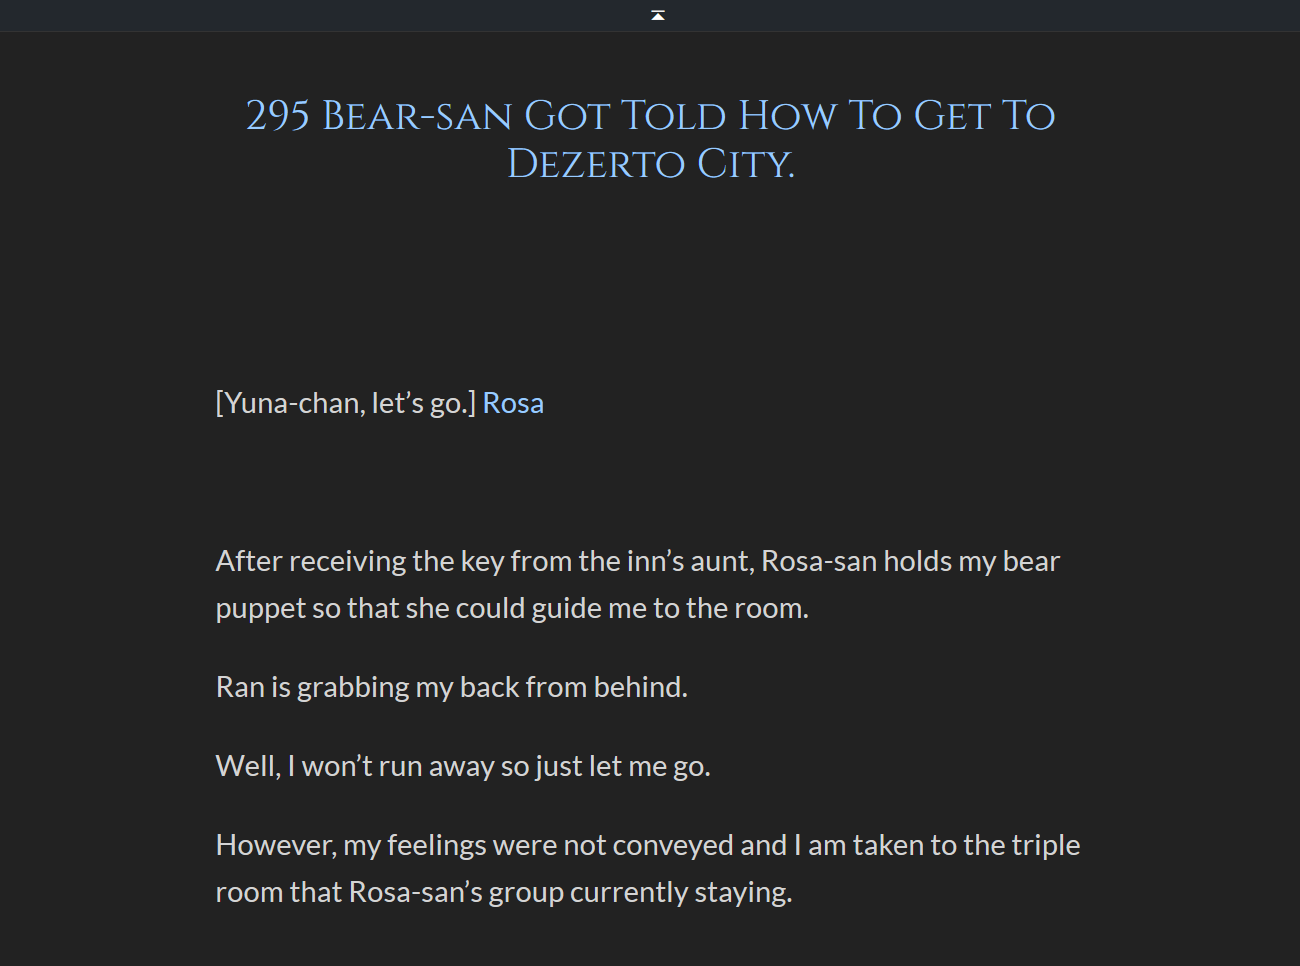 295 Bear-san Got Told How To Get To
Dezerto City.
[Yuna-chan, let’s go.] Rosa
After receiving the key from the inn’s aunt, Rosa-san holds my bear
puppet so that she could guide me to the room.
Ran is grabbing my back from behind.
Well, I won’t run away so just let me go.
However, my feelings were not conveyed and I am taken to the triple
room that Rosa-san’s group currently staying.